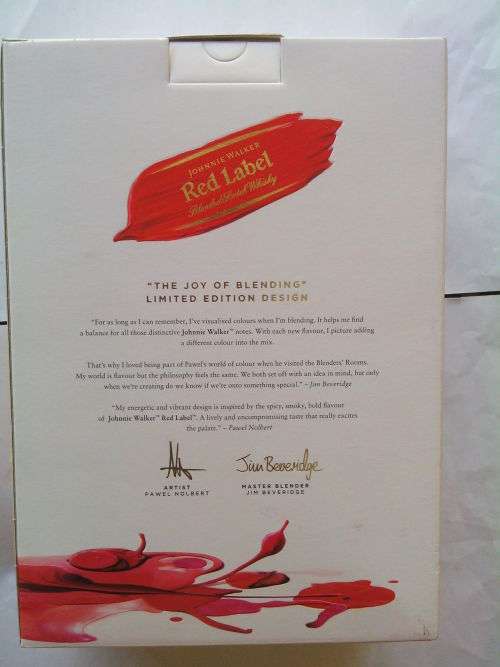 JOHNNIE WALKER
Red Label
Blended Scotch Whisky
"THE JOY OF BLENDING"
LIMITED EDITION DESIGN
"For as long as I can remember, I've visualised colours when I'm blending. It helps me find
a balance for all those distinctive Johnnie Walker™ notes. With each new flavour, I picture adding
a different colour into the mix.
That's why I loved being part of Pawel's world of colour when he visited the Blenders' Rooms.
My world is flavour but the philosophy feels the same. We both set off with an idea in mind, but only
when we're creating do we know if we're onto something special." – Jim Beveridge
"My energetic and vibrant design is inspired by the spicy, smoky, bold flavour
of Johnnie Walker™ Red Label™. A lively and uncompromising taste that really excites
the palate." – Pawel Nolbert
Jim Beveridge
ARTIST
PAWEL NOLBERT
MASTER BLENDER
JIM BEVERIDGE